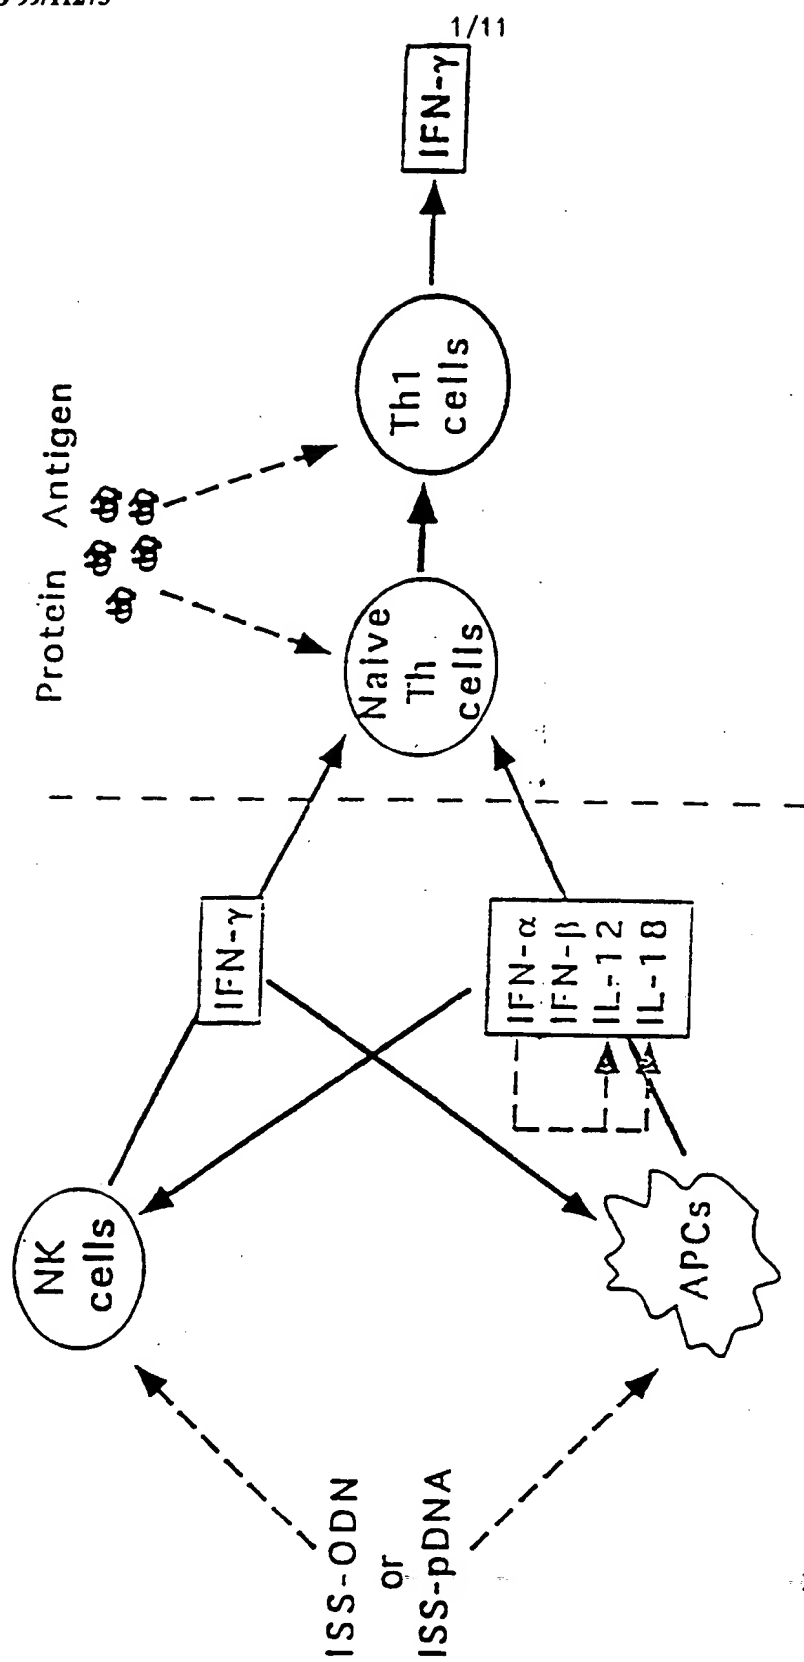 1/11
Protein Antigen
NK
cells
IFN-γ
Naive
Th
cells
Th1
cells
IFN-γ
ISS-ODN
or
ISS-pDNA
IFN-α
IFN-β
IL-12
IL-18
APCs